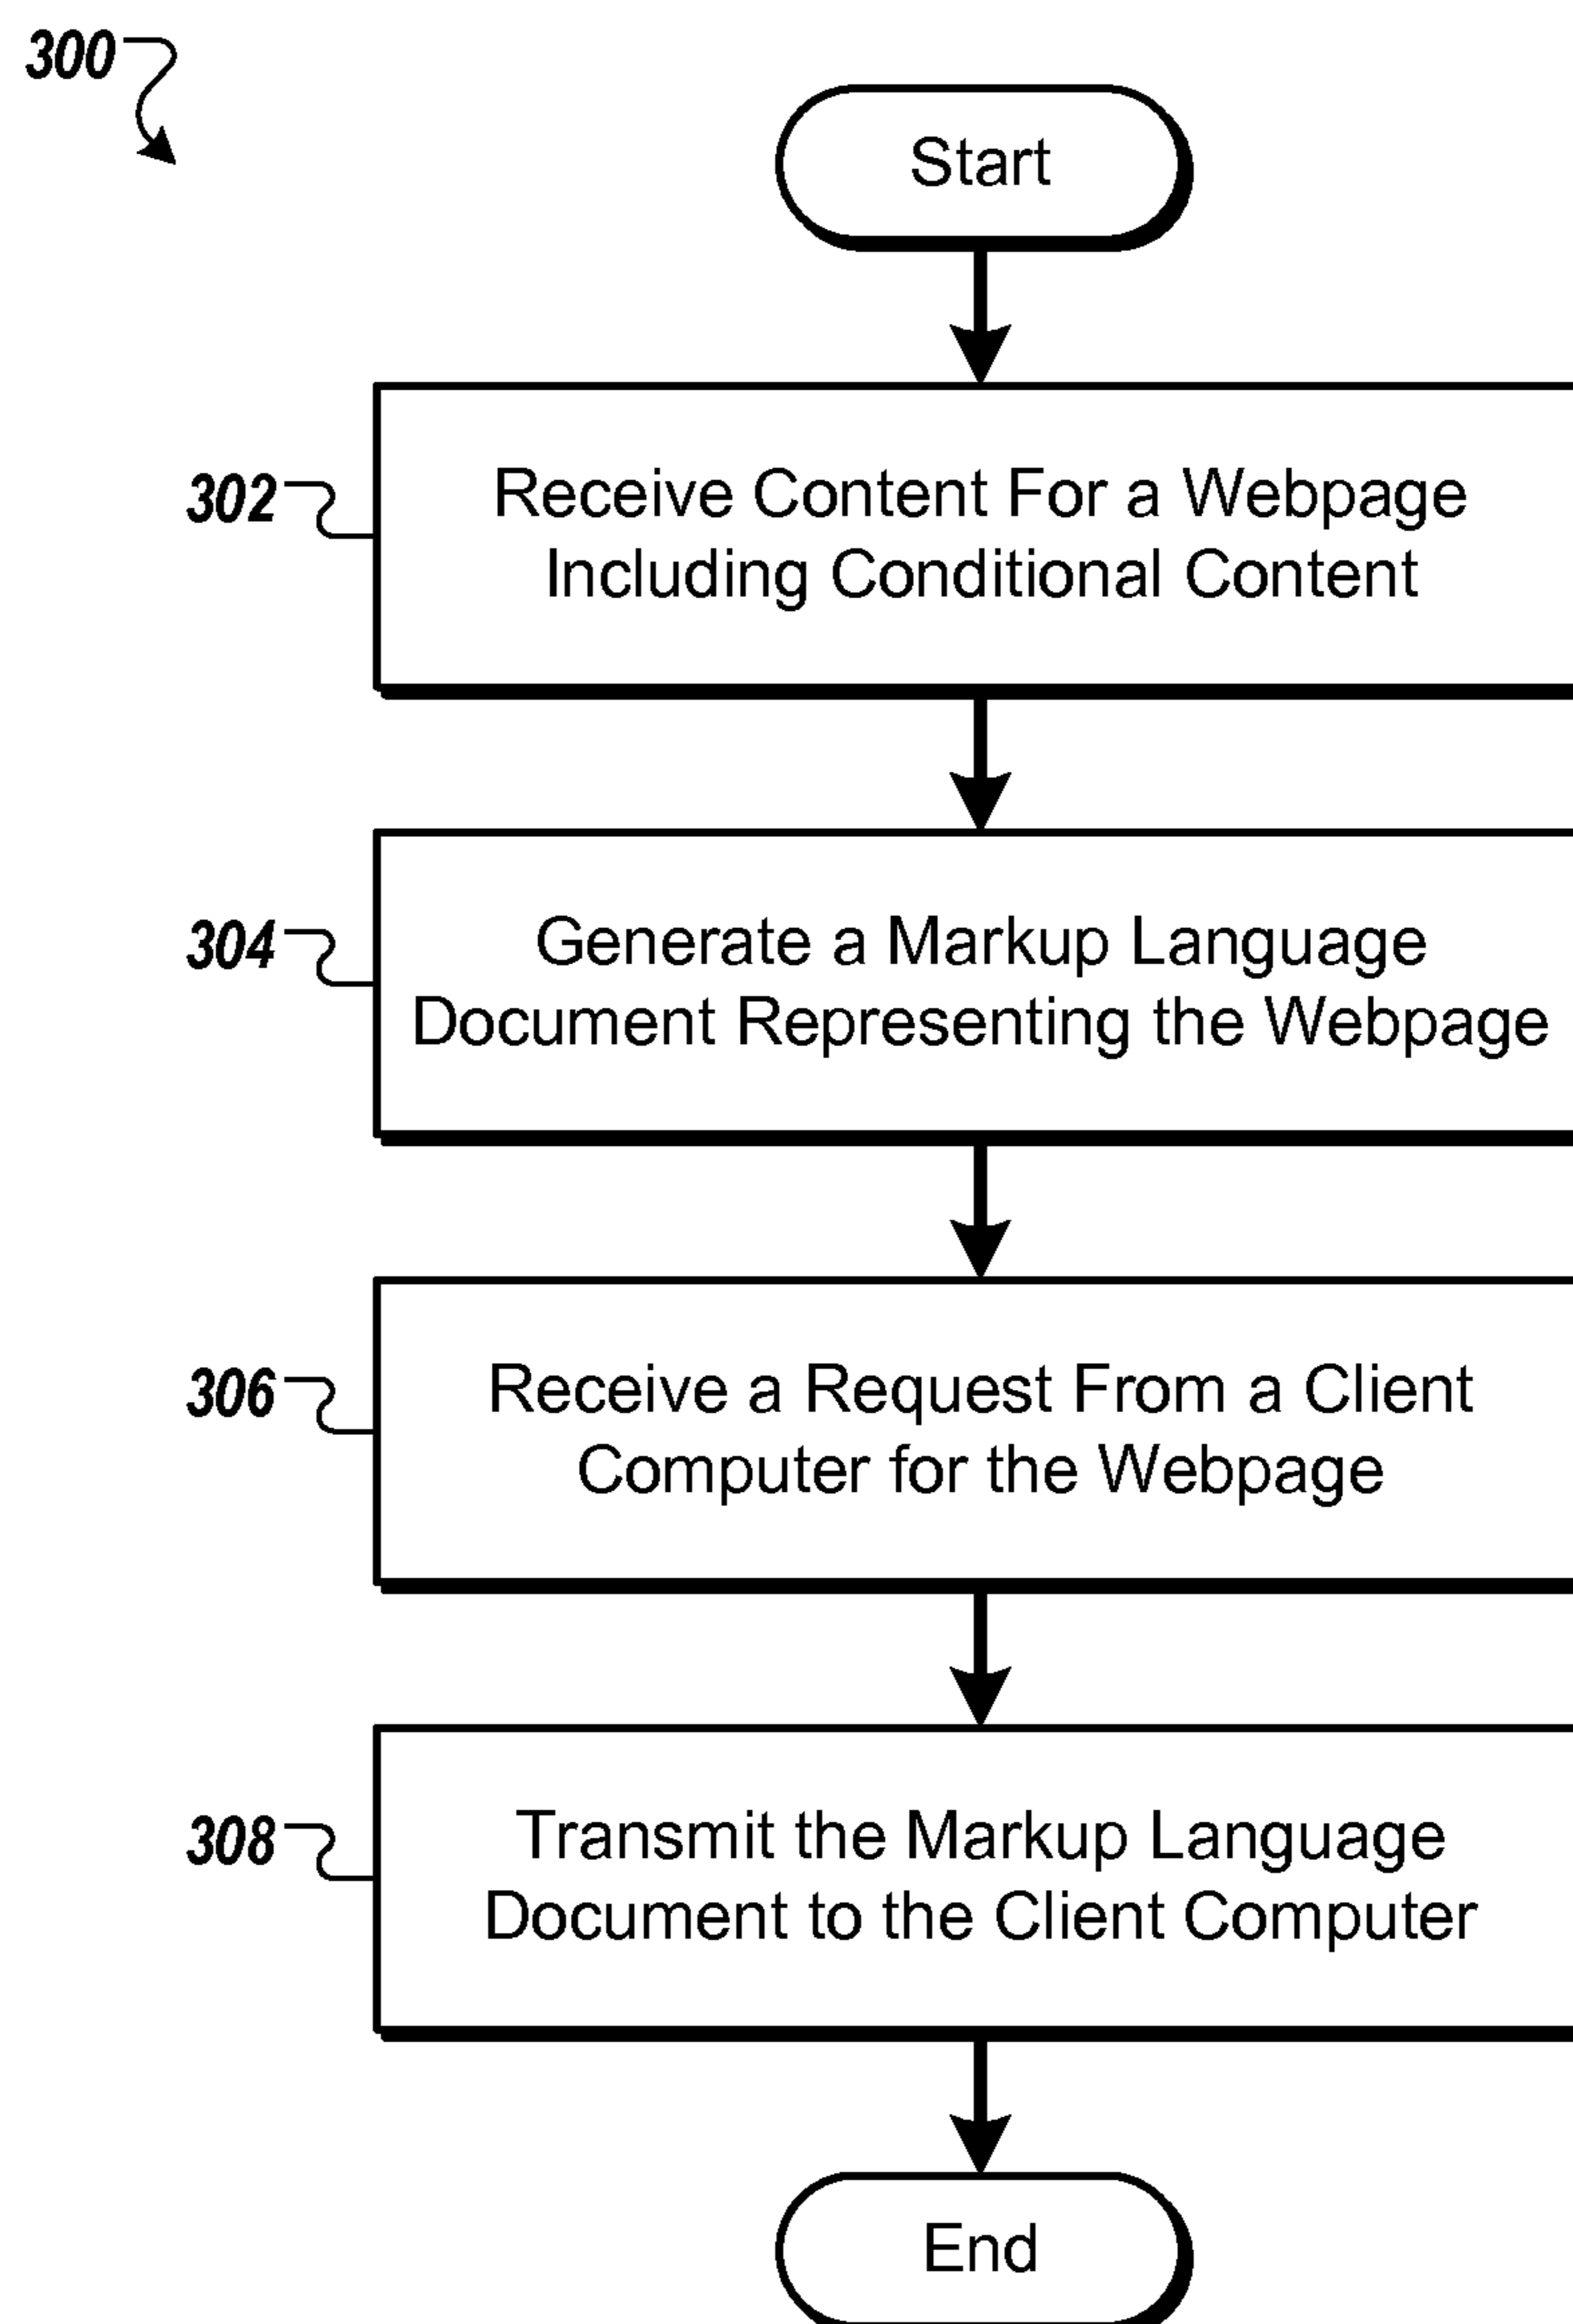 300
Start
302
Receive Content For a Webpage
Including Conditional Content
304
Generate a Markup Language
Document Representing the Webpage
306
Receive a Request From a Client
Computer for the Webpage
308
Transmit the Markup Language
Document to the Client Computer
End